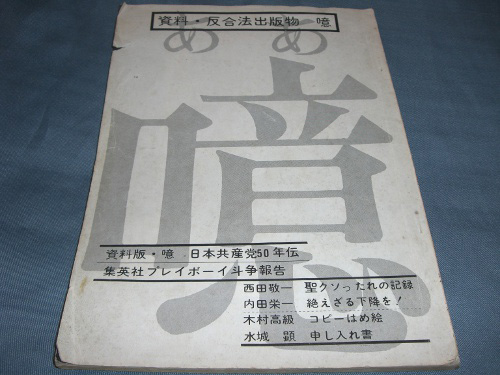 資料・反合法出版物 噫
ああ
噫
資料版・噫 日本共産党50年伝
集英社プレイボーイ斗争報告
西田敬一 聖クソったれの記録
内田栄一 絶えざる下降を!
木村高級 コピーはめ絵
水城 顕 申し入れ書